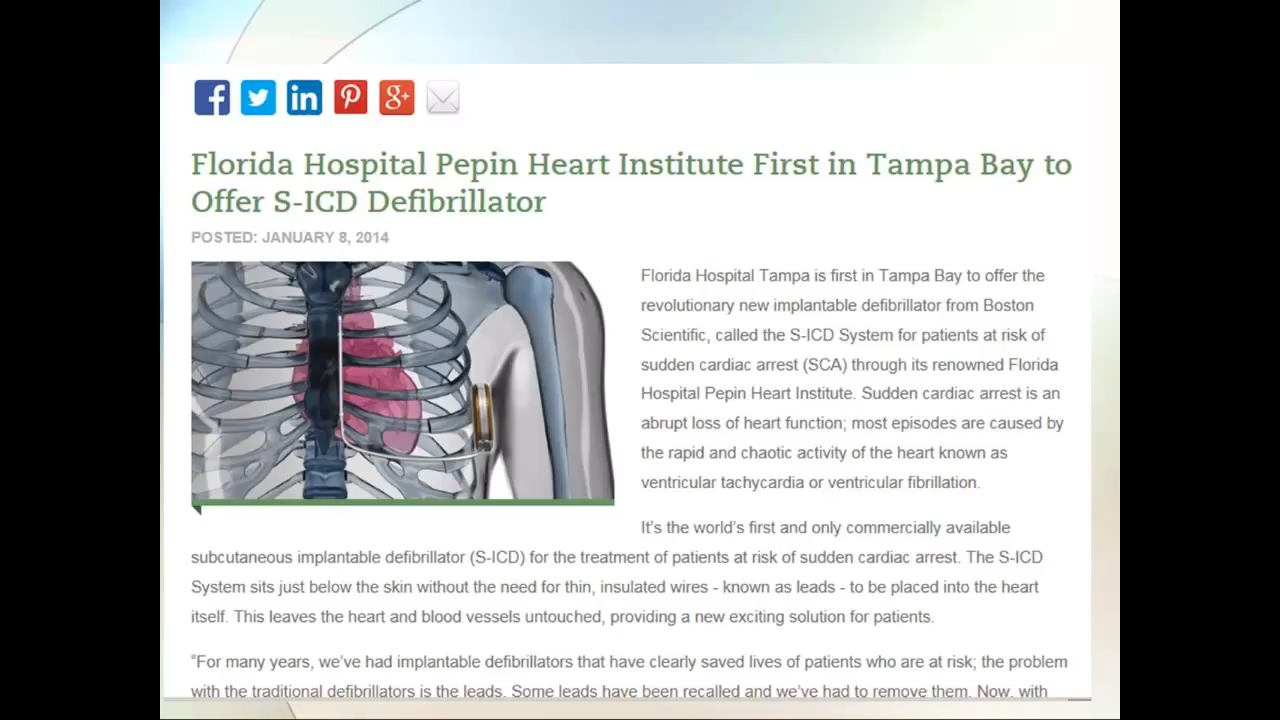 Florida Hospital Pepin Heart Institute First in Tampa Bay to
Offer S-ICD Defibrillator
POSTED: JANUARY 8, 2014
Florida Hospital Tampa is first in Tampa Bay to offer the
revolutionary new implantable defibrillator from Boston
Scientific, called the S-ICD System for patients at risk of
sudden cardiac arrest (SCA) through its renowned Florida
Hospital Pepin Heart Institute. Sudden cardiac arrest is an
abrupt loss of heart function; most episodes are caused by
the rapid and chaotic activity of the heart known as
ventricular tachycardia or ventricular fibrillation.
It’s the world’s first and only commercially available
subcutaneous implantable defibrillator (S-ICD) for the treatment of patients at risk of sudden cardiac arrest. The S-ICD
System sits just below the skin without the need for thin, insulated wires - known as leads - to be placed into the heart
itself. This leaves the heart and blood vessels untouched, providing a new exciting solution for patients.
“For many years, we’ve had implantable defibrillators that have clearly saved lives of patients who are at risk; the problem
with the traditional defibrillators is the leads. Some leads have been recalled and we’ve had to remove them. Now, with